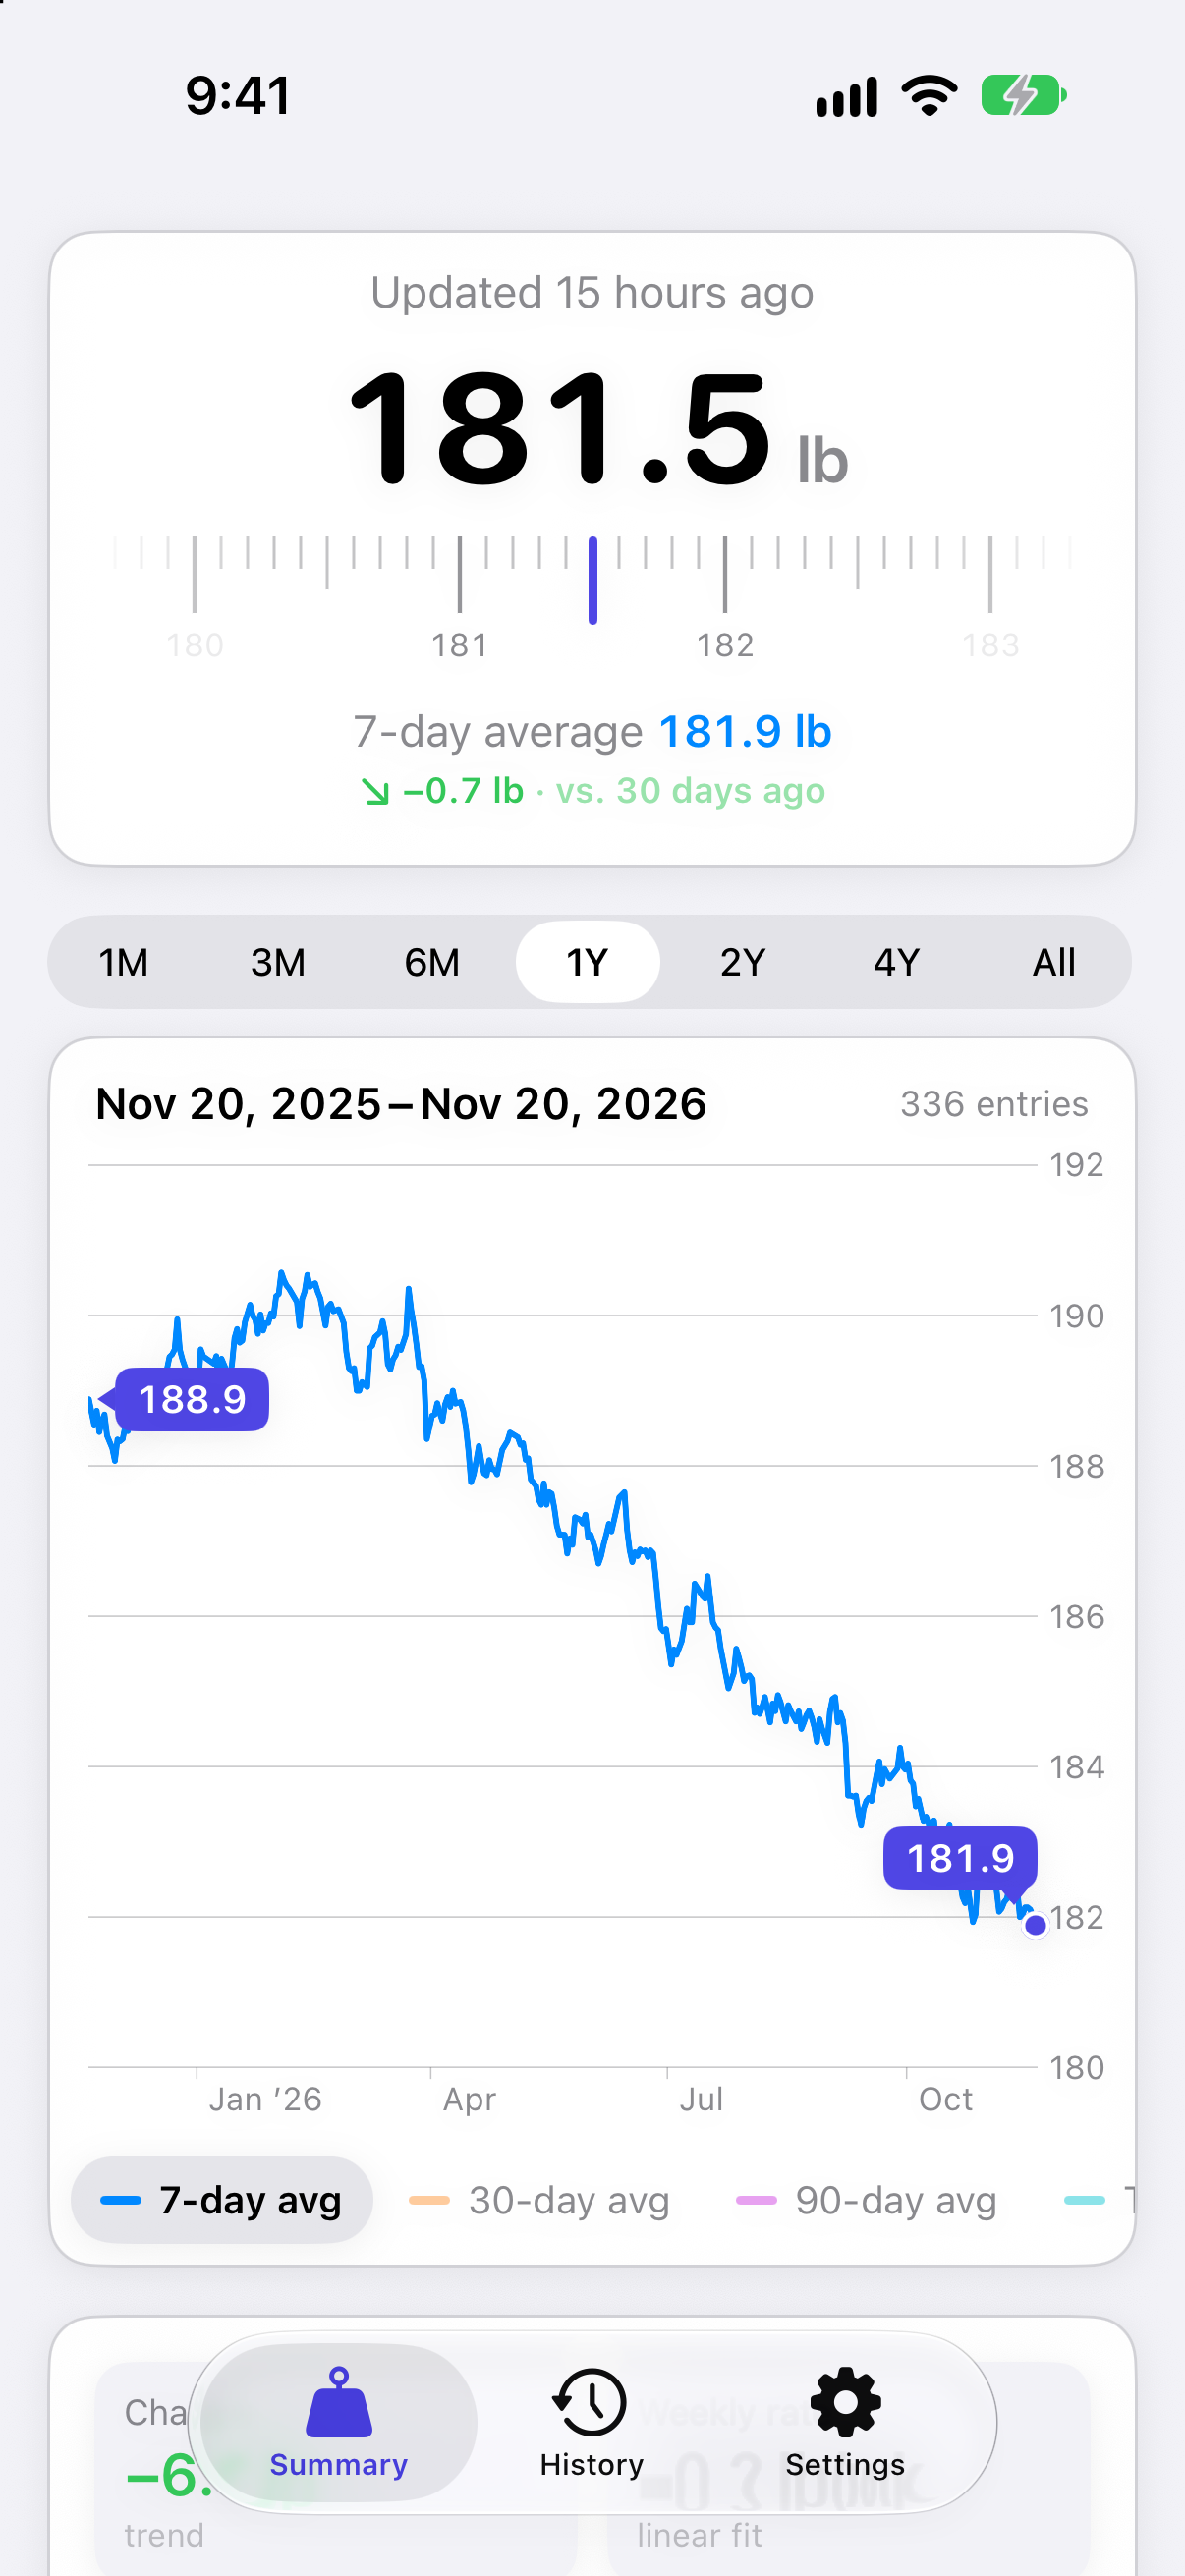 9:41
Updated 15 hours ago
181.5 lb
180 181 182 183
7-day average 181.9 lb
−0.7 lb · vs. 30 days ago
1M 3M 6M 1Y 2Y 4Y All
Nov 20, 2025 – Nov 20, 2026 336 entries
192
190
188.9
188
186
184
181.9
182
180
Jan ’26 Apr Jul Oct
7-day avg 30-day avg 90-day avg
Weekly
−6.
Summary History Settings
trend linear fit